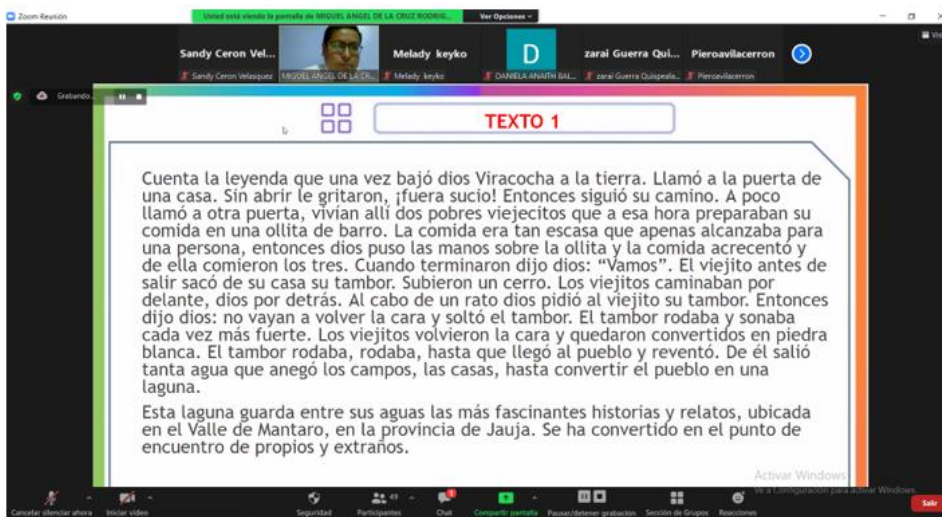 Zoom Reunión
Usted está viendo la pantalla de MIGUEL ANGEL DE LA CRUZ RODRIG...
Ver Opciones
Sandy Ceron Vel...
Melady keyko
D
zarai Guerra Qui...
Pieroavilacerron
Sandy Ceron Velasquez
MIGUEL ANGEL DE LA CR...
Melady keyko
DANIELA ANAITH BAL...
zarai Guerra Quispeala...
Pieroavilacerron
Grabando...
TEXTO 1
Cuenta la leyenda que una vez bajó dios Viracocha a la tierra. Llamó a la puerta de
una casa. Sin abrir le gritaron, ¡fuera sucio! Entonces siguió su camino. A poco
llamó a otra puerta, vivían allí dos pobres viejecitos que a esa hora preparaban su
comida en una ollita de barro. La comida era tan escasa que apenas alcanzaba para
una persona, entonces dios puso las manos sobre la ollita y la comida acrecentó y
de ella comieron los tres. Cuando terminaron dijo dios: “Vamos”. El viejito antes de
salir sacó de su casa su tambor. Subieron un cerro. Los viejitos caminaban por
delante, dios por detrás. Al cabo de un rato dios pidió al viejito su tambor. Entonces
dijo dios: no vayan a volver la cara y soltó el tambor. El tambor rodaba y sonaba
cada vez más fuerte. Los viejitos volvieron la cara y quedaron convertidos en piedra
blanca. El tambor rodaba, rodaba, hasta que llegó al pueblo y reventó. De él salió
tanta agua que anegó los campos, las casas, hasta convertir el pueblo en una
laguna.
Esta laguna guarda entre sus aguas las más fascinantes historias y relatos, ubicada
en el Valle de Mantaro, en la provincia de Jauja. Se ha convertido en el punto de
encuentro de propios y extraños.
Activar Windows
Ve a Configuración para activar Windows.
Cancelar silenciar ahora
Iniciar video
Seguridad
49
Participantes
1
Chat
Compartir pantalla
Pausar/detener grabación
Sección de Grupos
Reacciones
Salir